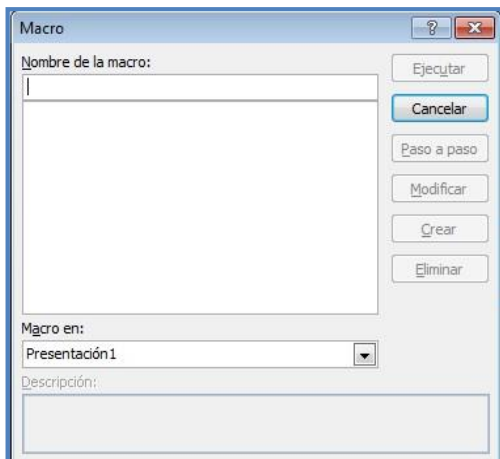 Macro
Nombre de la macro:
Ejecutar
Cancelar
Paso a paso
Modificar
Crear
Eliminar
Macro en:
Presentación1
Descripción: